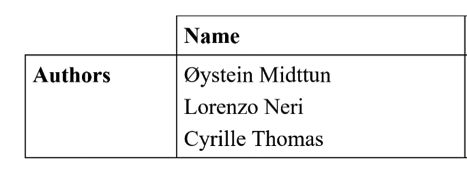 Name
Authors
Øystein Midttun
Lorenzo Neri
Cyrille Thomas